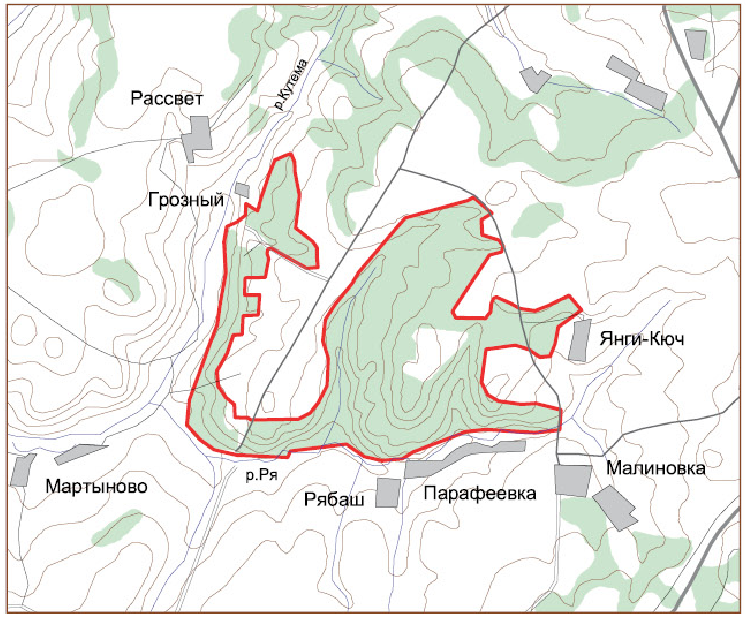 Рассвет
р.Кутема
Грозный
Янги-Кюч
Мартыново
р.Ря
Рябаш
Парафеевка
Малиновка